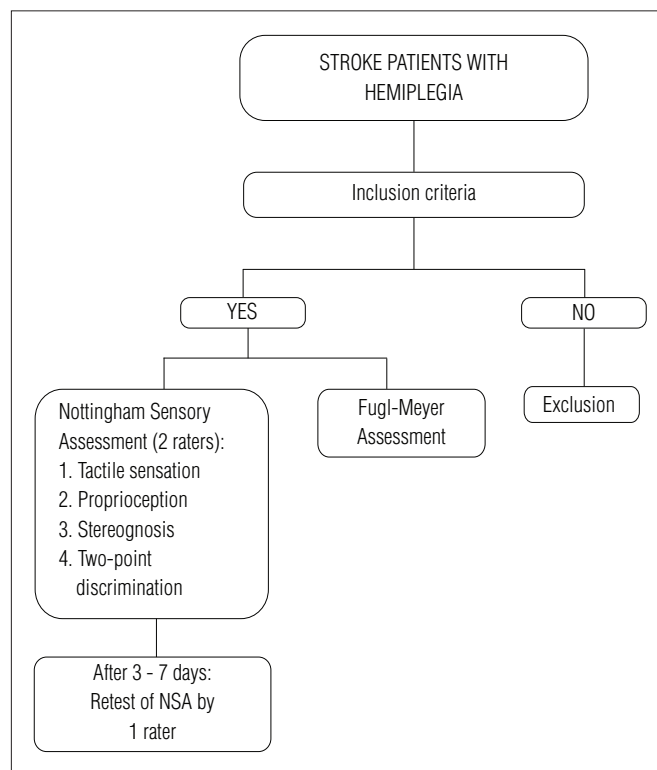 STROKE PATIENTS WITH
HEMIPLEGIA
Inclusion criteria
YES
NO
Nottingham Sensory
Assessment (2 raters):
1. Tactile sensation
2. Proprioception
3. Stereognosis
4. Two-point
discrimination
Fugl-Meyer
Assessment
Exclusion
After 3 - 7 days:
Retest of NSA by
1 rater